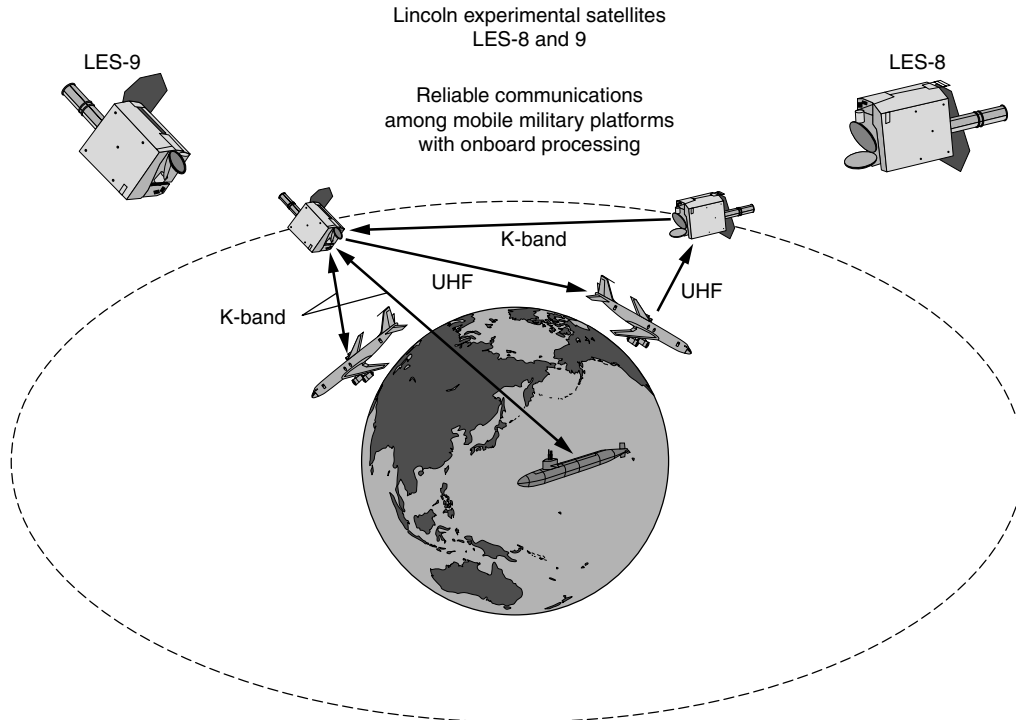 Lincoln experimental satellites
LES-8 and 9
LES-9
LES-8
Reliable communications
among mobile military platforms
with onboard processing
K-band
UHF
UHF
K-band